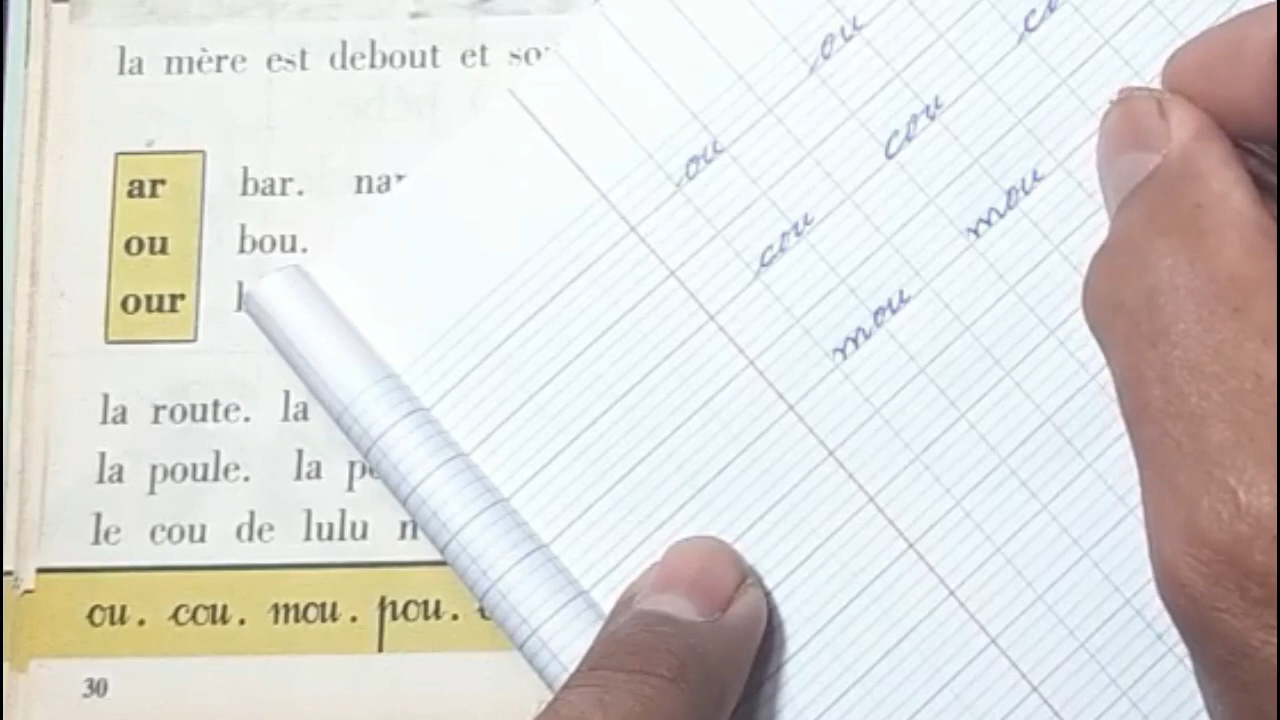 la mère est debout et
ar bar.
ou bou.
our
la route. la
la poule. la
le cou de lulu
ou. cou. mou. pou.
30
ou ou
cou cou
mou mou